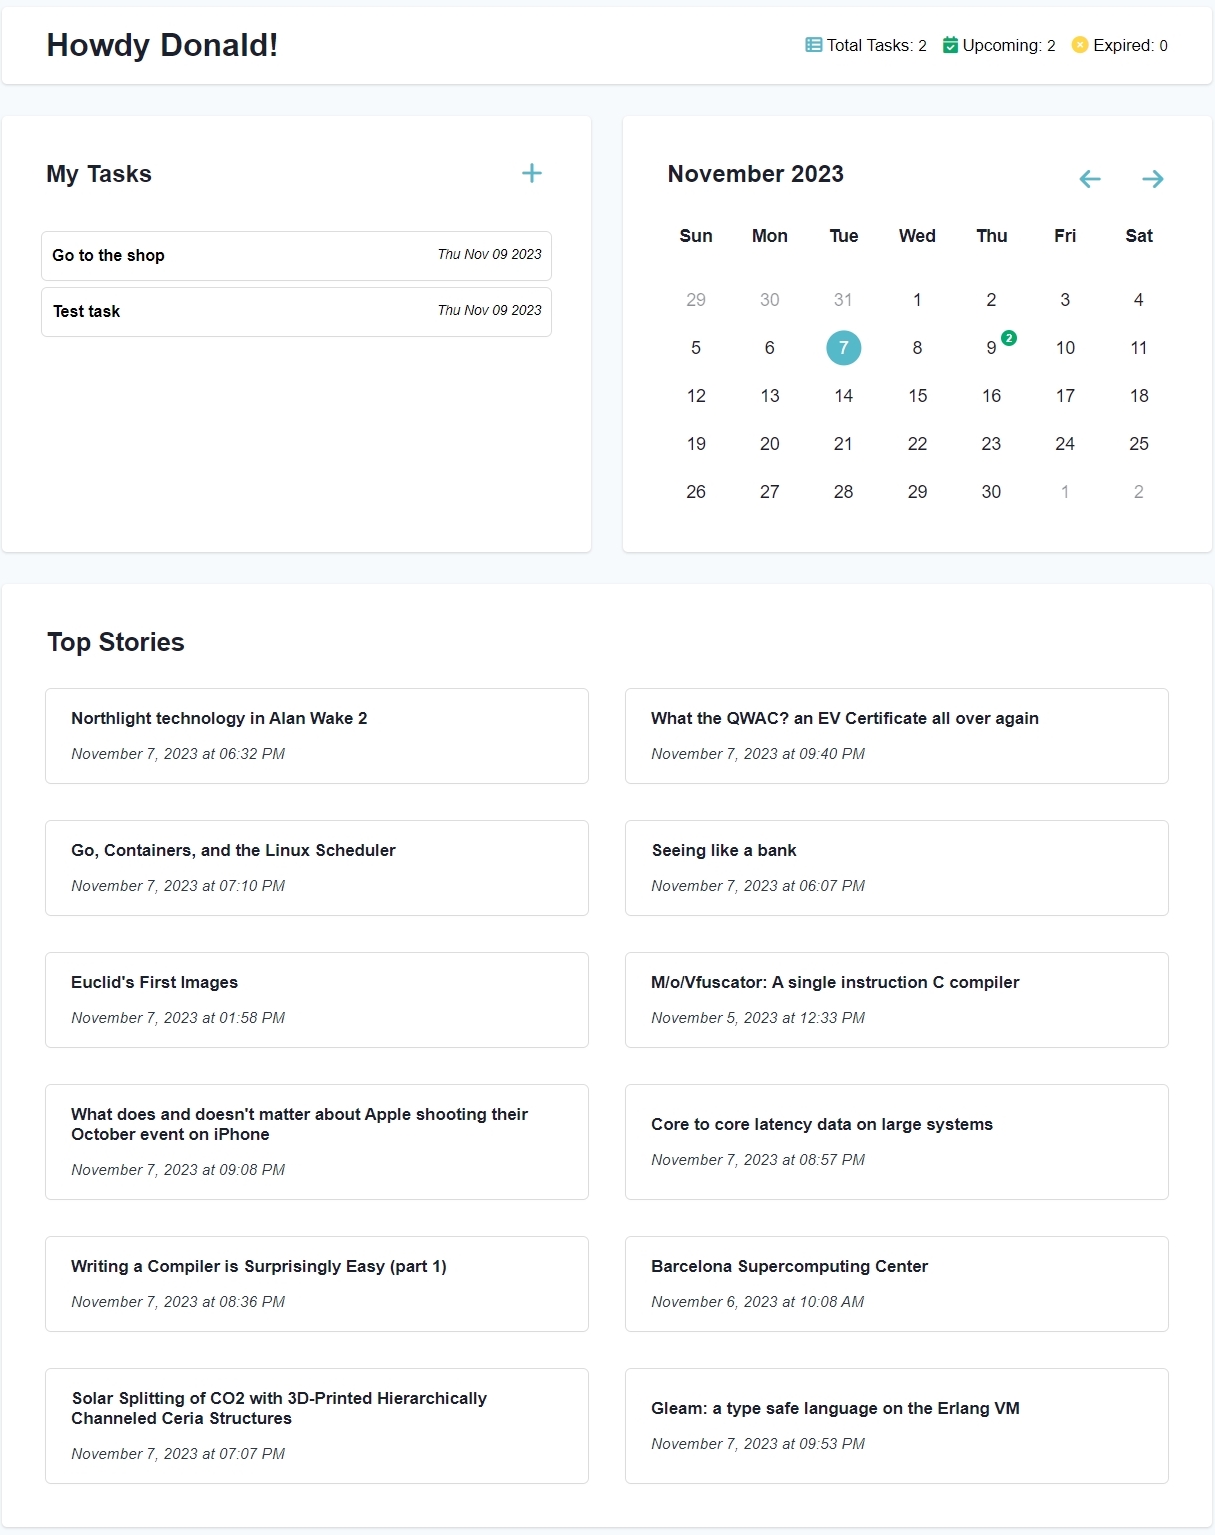 Howdy Donald!
Total Tasks: 2 Upcoming: 2 Expired: 0
My Tasks
Go to the shop Thu Nov 09 2023
Test task Thu Nov 09 2023
November 2023
Sun Mon Tue Wed Thu Fri Sat
29 30 31 1 2 3 4
5 6 7 8 9 2 10 11
12 13 14 15 16 17 18
19 20 21 22 23 24 25
26 27 28 29 30 1 2
Top Stories
Northlight technology in Alan Wake 2
November 7, 2023 at 06:32 PM
What the QWAC? an EV Certificate all over again
November 7, 2023 at 09:40 PM
Go, Containers, and the Linux Scheduler
November 7, 2023 at 07:10 PM
Seeing like a bank
November 7, 2023 at 06:07 PM
Euclid's First Images
November 7, 2023 at 01:58 PM
M/o/Vfuscator: A single instruction C compiler
November 5, 2023 at 12:33 PM
What does and doesn't matter about Apple shooting their
October event on iPhone
November 7, 2023 at 09:08 PM
Core to core latency data on large systems
November 7, 2023 at 08:57 PM
Writing a Compiler is Surprisingly Easy (part 1)
November 7, 2023 at 08:36 PM
Barcelona Supercomputing Center
November 6, 2023 at 10:08 AM
Solar Splitting of CO2 with 3D-Printed Hierarchically
Channeled Ceria Structures
November 7, 2023 at 07:07 PM
Gleam: a type safe language on the Erlang VM
November 7, 2023 at 09:53 PM